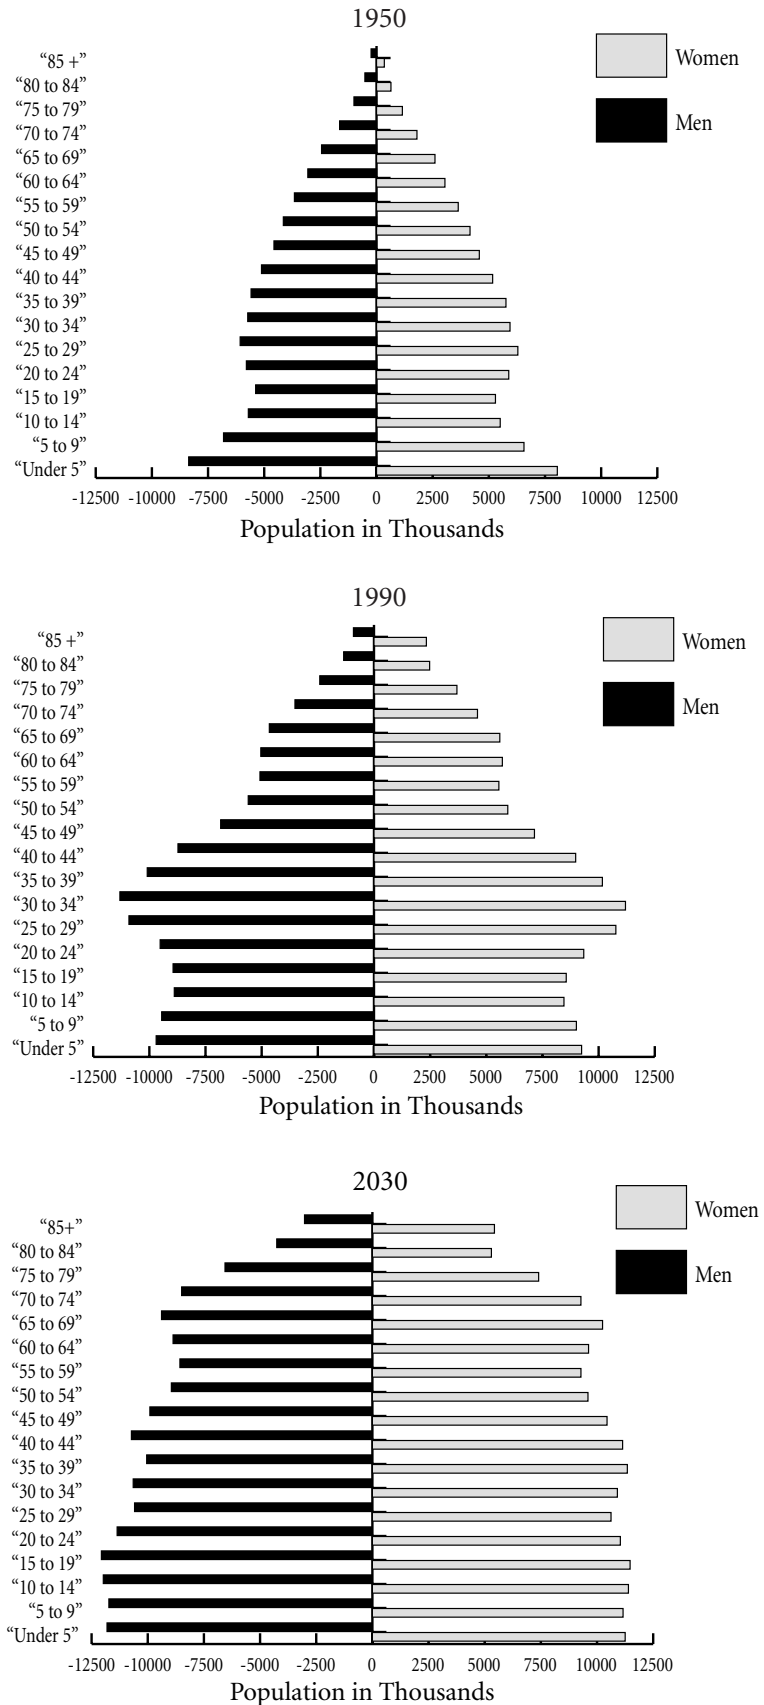 1950
“85 +”
“80 to 84”
“75 to 79”
“70 to 74”
“65 to 69”
“60 to 64”
“55 to 59”
“50 to 54”
“45 to 49”
“40 to 44”
“35 to 39”
“30 to 34”
“25 to 29”
“20 to 24”
“15 to 19”
“10 to 14”
“5 to 9”
“Under 5”
Women
Men
-12500 -10000 -7500 -5000 -2500 0 2500 5000 7500 10000 12500
Population in Thousands
1990
“85 +”
“80 to 84”
“75 to 79”
“70 to 74”
“65 to 69”
“60 to 64”
“55 to 59”
“50 to 54”
“45 to 49”
“40 to 44”
“35 to 39”
“30 to 34”
“25 to 29”
“20 to 24”
“15 to 19”
“10 to 14”
“5 to 9”
“Under 5”
Women
Men
-12500 -10000 -7500 -5000 -2500 0 2500 5000 7500 10000 12500
Population in Thousands
2030
“85+”
“80 to 84”
“75 to 79”
“70 to 74”
“65 to 69”
“60 to 64”
“55 to 59”
“50 to 54”
“45 to 49”
“40 to 44”
“35 to 39”
“30 to 34”
“25 to 29”
“20 to 24”
“15 to 19”
“10 to 14”
“5 to 9”
“Under 5”
Women
Men
-12500 -10000 -7500 -5000 -2500 0 2500 5000 7500 10000 12500
Population in Thousands